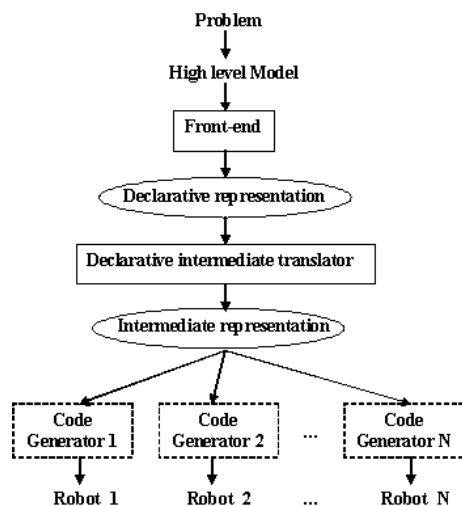 Problem
High level Model
Front-end
Declarative representation
Declarative intermediate translator
Intermediate representation
Code Generator 1
Code Generator 2
...
Code Generator N
Robot 1
Robot 2
...
Robot N